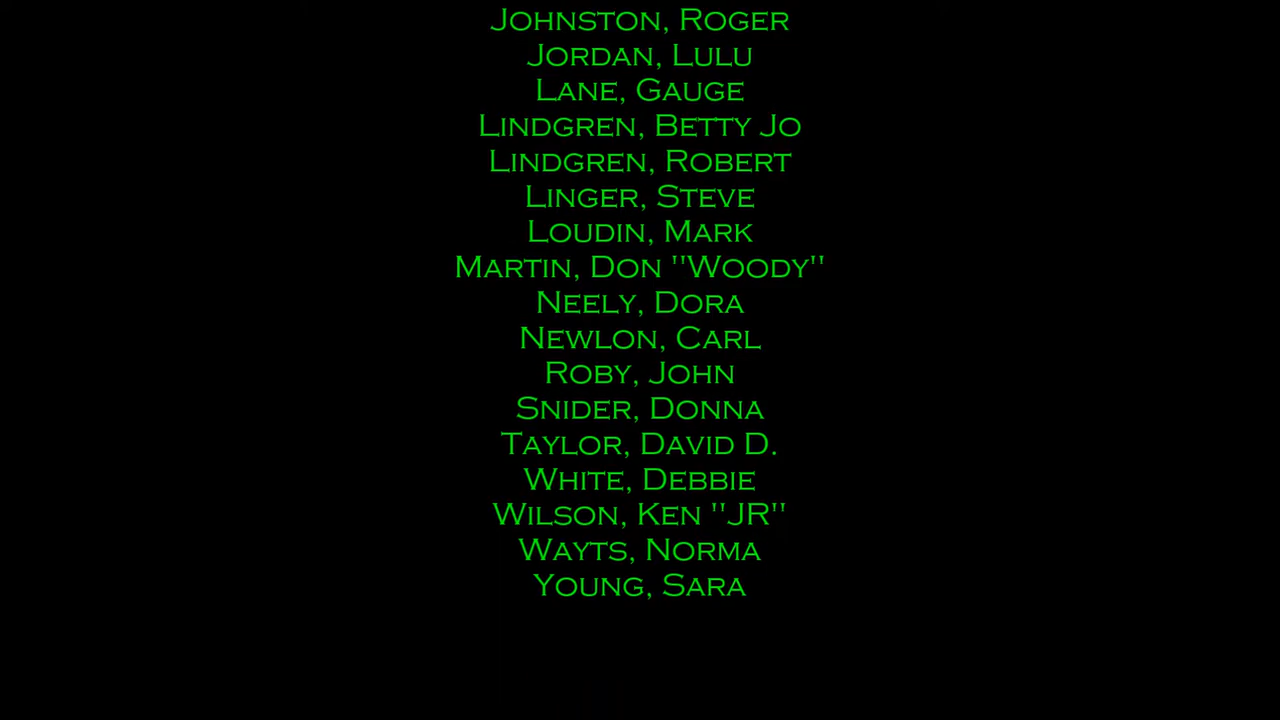 Johnston, Roger
Jordan, Lulu
Lane, Gauge
Lindgren, Betty Jo
Lindgren, Robert
Linger, Steve
Loudin, Mark
Martin, Don "Woody"
Neely, Dora
Newlon, Carl
Roby, John
Snider, Donna
Taylor, David D.
White, Debbie
Wilson, Ken "JR"
Wayts, Norma
Young, Sara